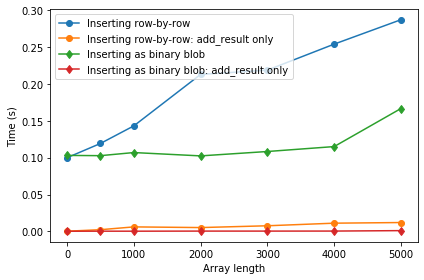 0.30
0.25
0.20
0.15
0.10
0.05
0.00
Time (s)
Inserting row-by-row
Inserting row-by-row: add_result only
Inserting as binary blob
Inserting as binary blob: add_result only
0 1000 2000 3000 4000 5000
Array length